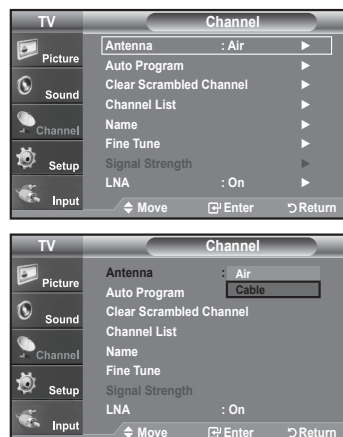 TV Channel
Picture
Sound
Channel
Setup
Input
Antenna : Air ►
Auto Program ►
Clear Scrambled Channel ►
Channel List ►
Name ►
Fine Tune ►
Signal Strength ►
LNA : On ►
Move Enter Return
TV Channel
Picture
Sound
Channel
Setup
Input
Antenna : Air
Cable
Auto Program
Clear Scrambled Channel
Channel List
Name
Fine Tune
Signal Strength
LNA : On
Move Enter Return